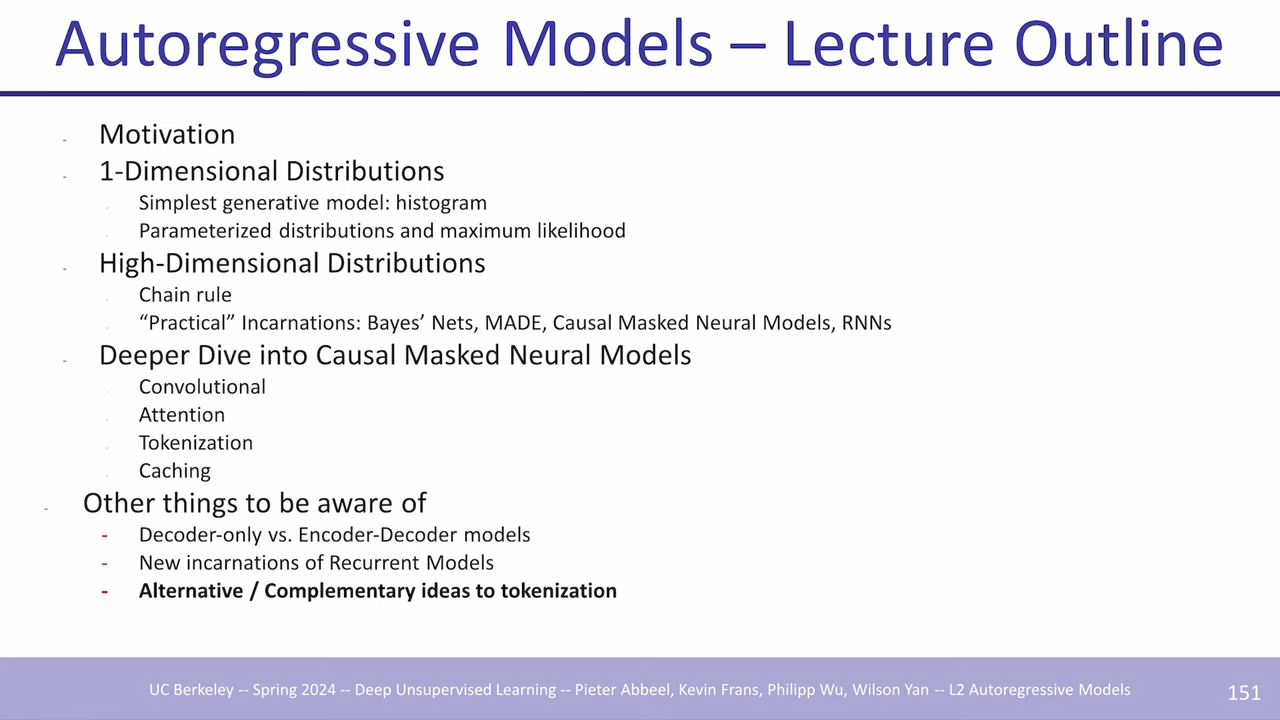 Autoregressive Models – Lecture Outline
- Motivation
- 1-Dimensional Distributions
. Simplest generative model: histogram
. Parameterized distributions and maximum likelihood
- High-Dimensional Distributions
. Chain rule
. “Practical” Incarnations: Bayes’ Nets, MADE, Causal Masked Neural Models, RNNs
- Deeper Dive into Causal Masked Neural Models
. Convolutional
. Attention
. Tokenization
. Caching
- Other things to be aware of
- Decoder-only vs. Encoder-Decoder models
- New incarnations of Recurrent Models
- Alternative / Complementary ideas to tokenization
UC Berkeley -- Spring 2024 -- Deep Unsupervised Learning -- Pieter Abbeel, Kevin Frans, Philipp Wu, Wilson Yan -- L2 Autoregressive Models
151